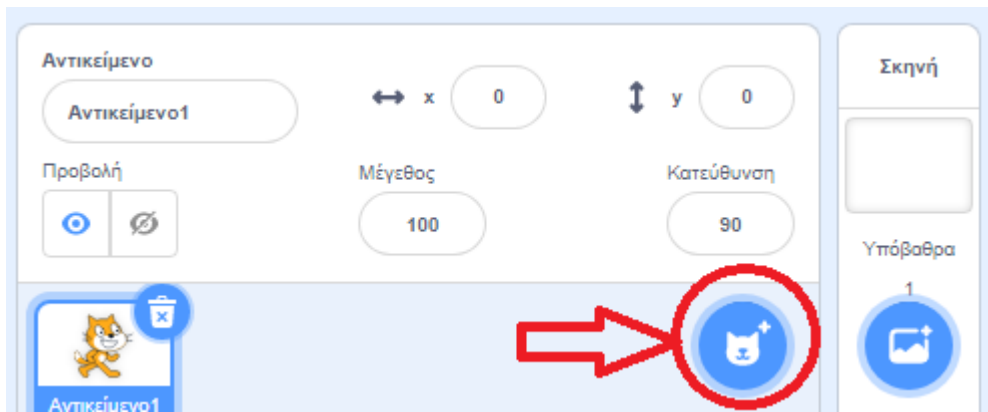 Αντικείμενο
Σκηνή
Αντικείμενο1
x 0
y 0
Προβολή
Μέγεθος
Κατεύθυνση
100
90
Υπόβαθρα
1
Αντικείμενο1